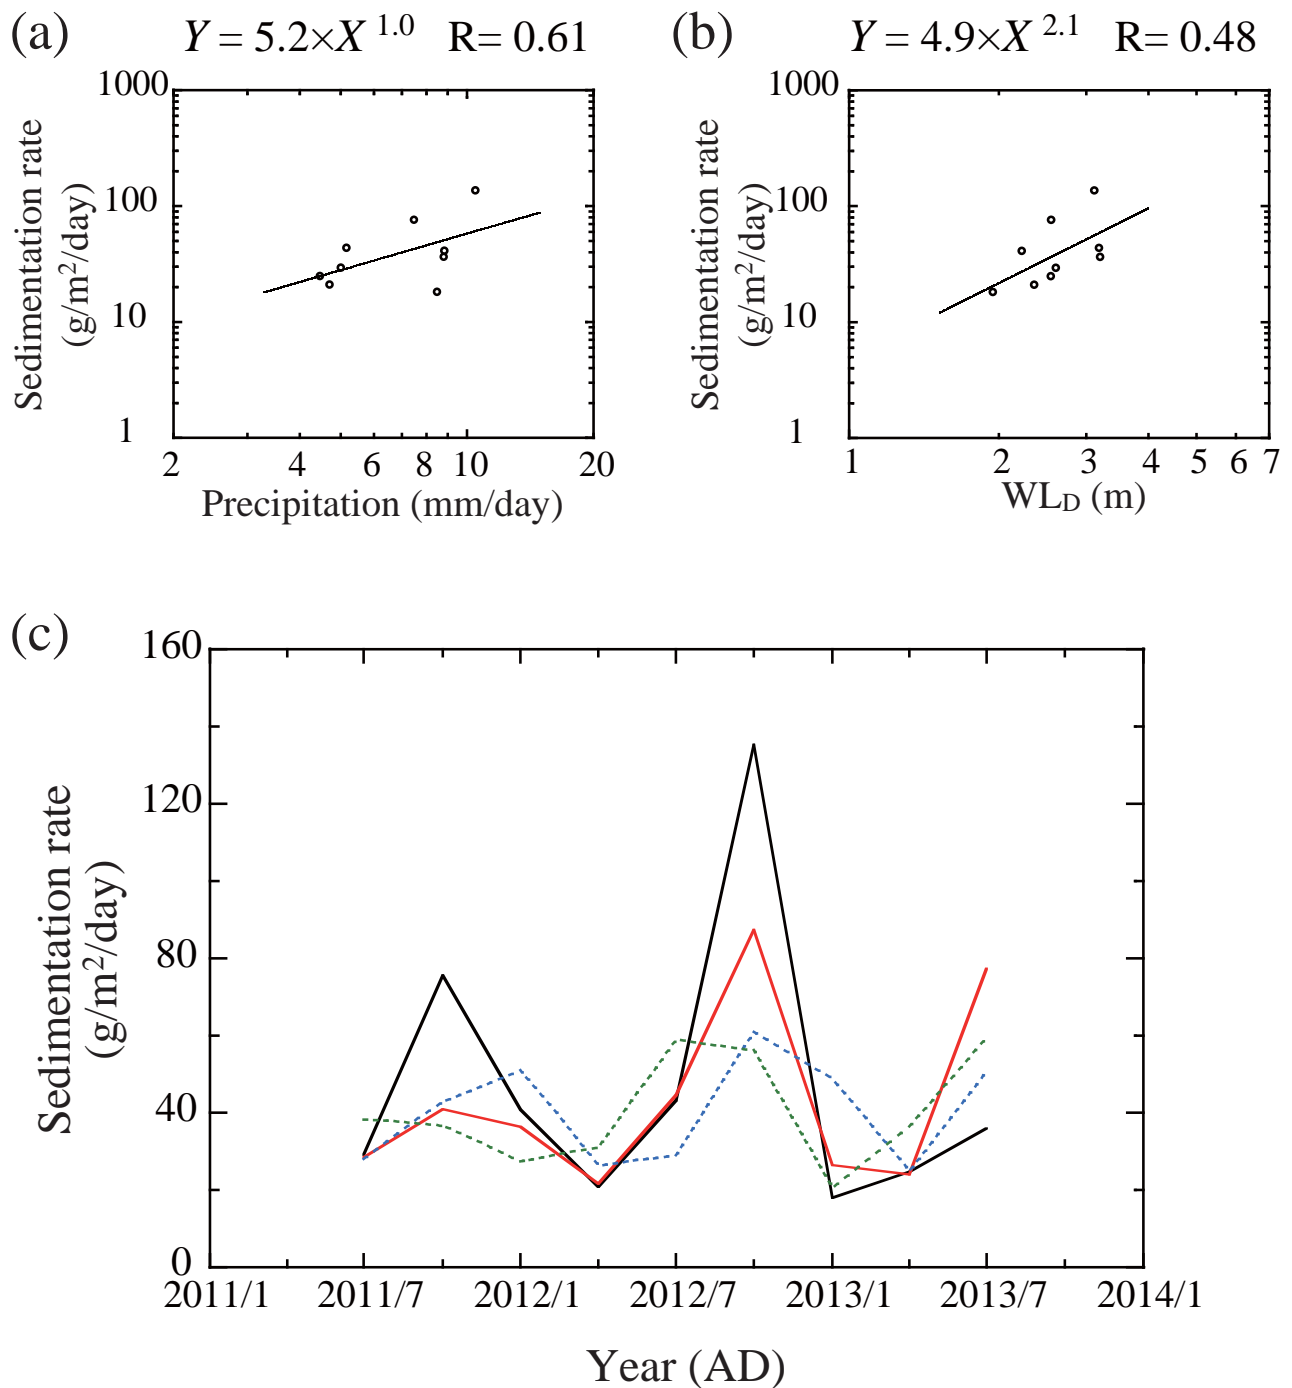 (a) Y = 5.2×X 1.0 R= 0.61
1000
100
10
1
Sedimentation rate
(g/m2/day)
2 4 6 8 10 20
Precipitation (mm/day)
(b) Y = 4.9×X 2.1 R= 0.48
1000
100
10
1
Sedimentation rate
(g/m2/day)
1 2 3 4 5 6 7
WLD (m)
(c)
160
120
80
40
0
Sedimentation rate
(g/m2/day)
2011/1 2011/7 2012/1 2012/7 2013/1 2013/7 2014/1
Year (AD)